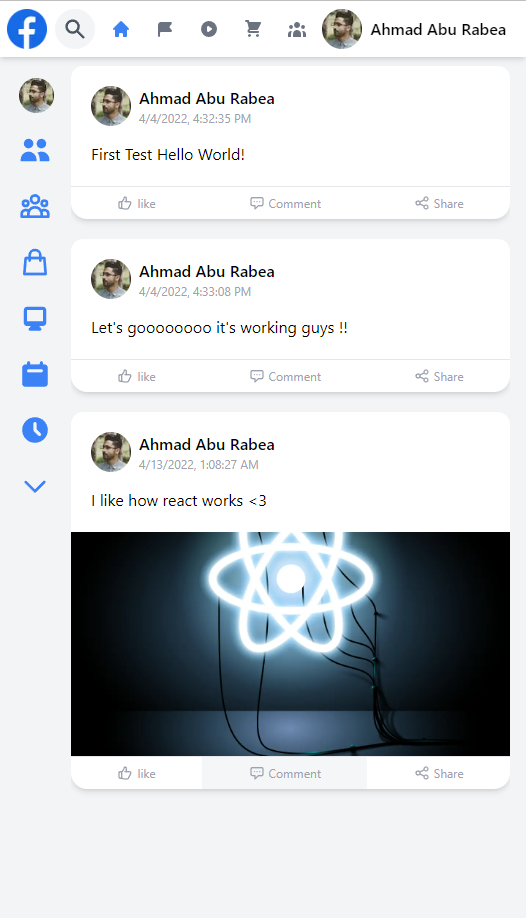 Ahmad Abu Rabea
Ahmad Abu Rabea
4/4/2022, 4:32:35 PM
First Test Hello World!
like Comment Share
Ahmad Abu Rabea
4/4/2022, 4:33:08 PM
Let's goooooooo it's working guys !!
like Comment Share
Ahmad Abu Rabea
4/13/2022, 1:08:27 AM
I like how react works <3
like Comment Share